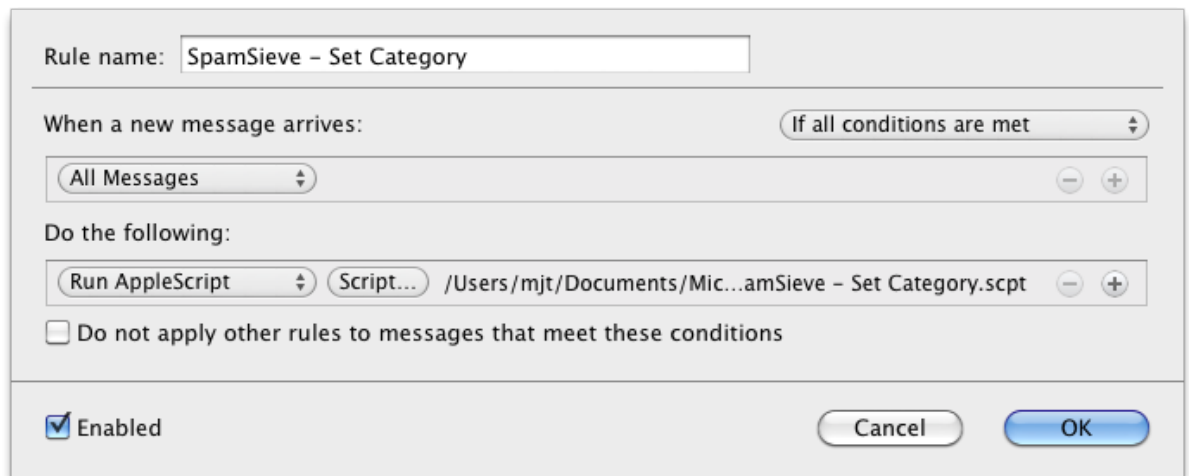 Rule name: SpamSieve – Set Category
When a new message arrives: If all conditions are met
All Messages
Do the following:
Run AppleScript Script... /Users/mjt/Documents/Mic...amSieve – Set Category.scpt
Do not apply other rules to messages that meet these conditions
Enabled Cancel OK